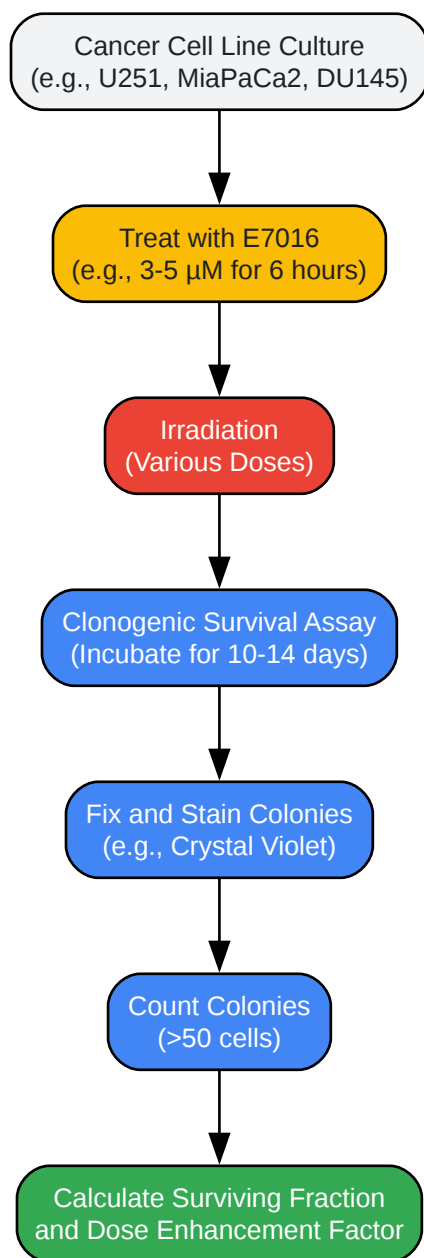 Cancer Cell Line Culture
(e.g., U251, MiaPaCa2, DU145)
Treat with E7016
(e.g., 3-5 µM for 6 hours)
Irradiation
(Various Doses)
Clonogenic Survival Assay
(Incubate for 10-14 days)
Fix and Stain Colonies
(e.g., Crystal Violet)
Count Colonies
(>50 cells)
Calculate Surviving Fraction
and Dose Enhancement Factor